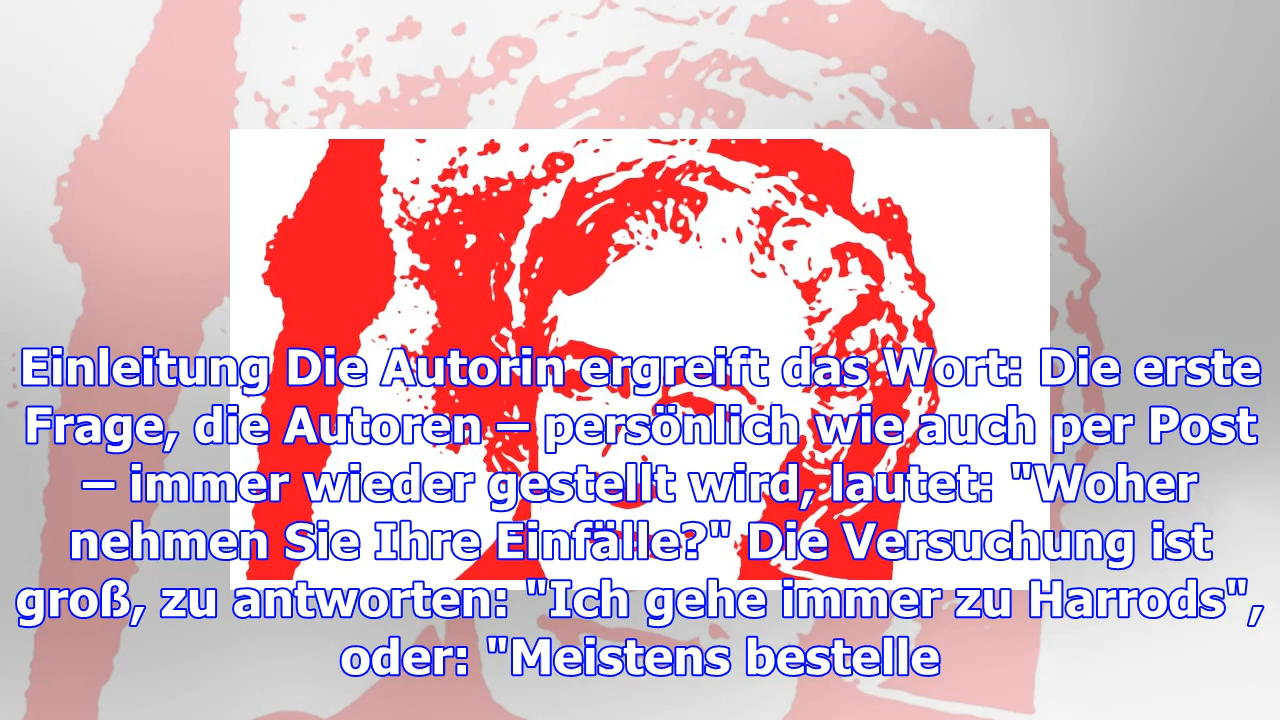 Einleitung Die Autorin ergreift das Wort: Die erste
Frage, die Autoren – persönlich wie auch per Post
– immer wieder gestellt wird, lautet: "Woher
nehmen Sie Ihre Einfälle?" Die Versuchung ist
groß, zu antworten: "Ich gehe immer zu Harrods",
oder: "Meistens bestelle